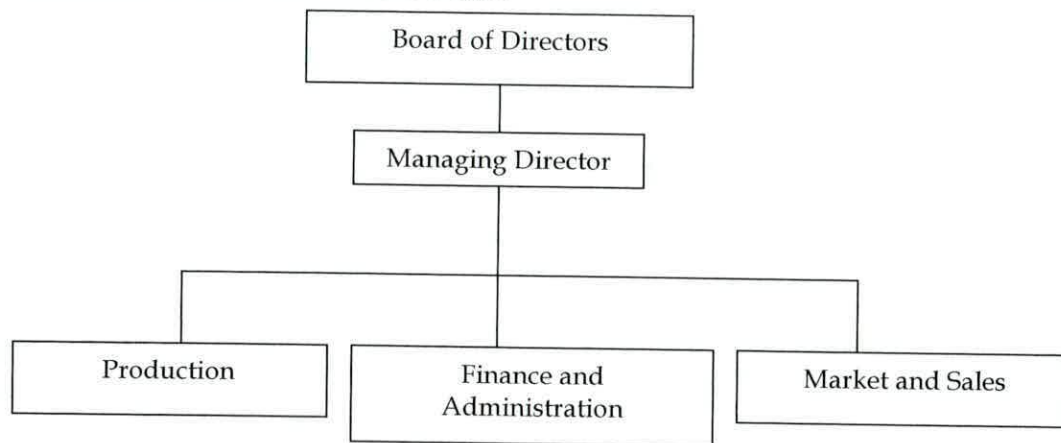 Board of Directors
Managing Director
Production
Finance and
Administration
Market and Sales